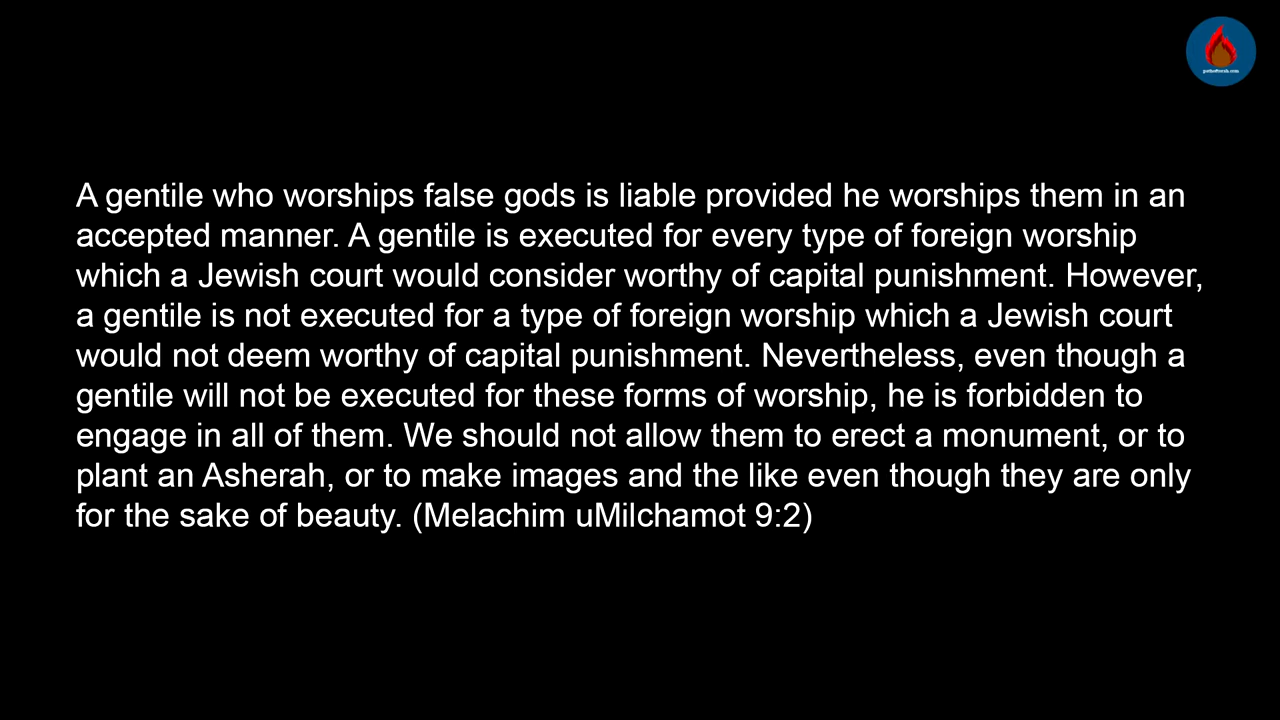 A gentile who worships false gods is liable provided he worships them in an
accepted manner. A gentile is executed for every type of foreign worship
which a Jewish court would consider worthy of capital punishment. However,
a gentile is not executed for a type of foreign worship which a Jewish court
would not deem worthy of capital punishment. Nevertheless, even though a
gentile will not be executed for these forms of worship, he is forbidden to
engage in all of them. We should not allow them to erect a monument, or to
plant an Asherah, or to make images and the like even though they are only
for the sake of beauty. (Melachim uMilchamot 9:2)